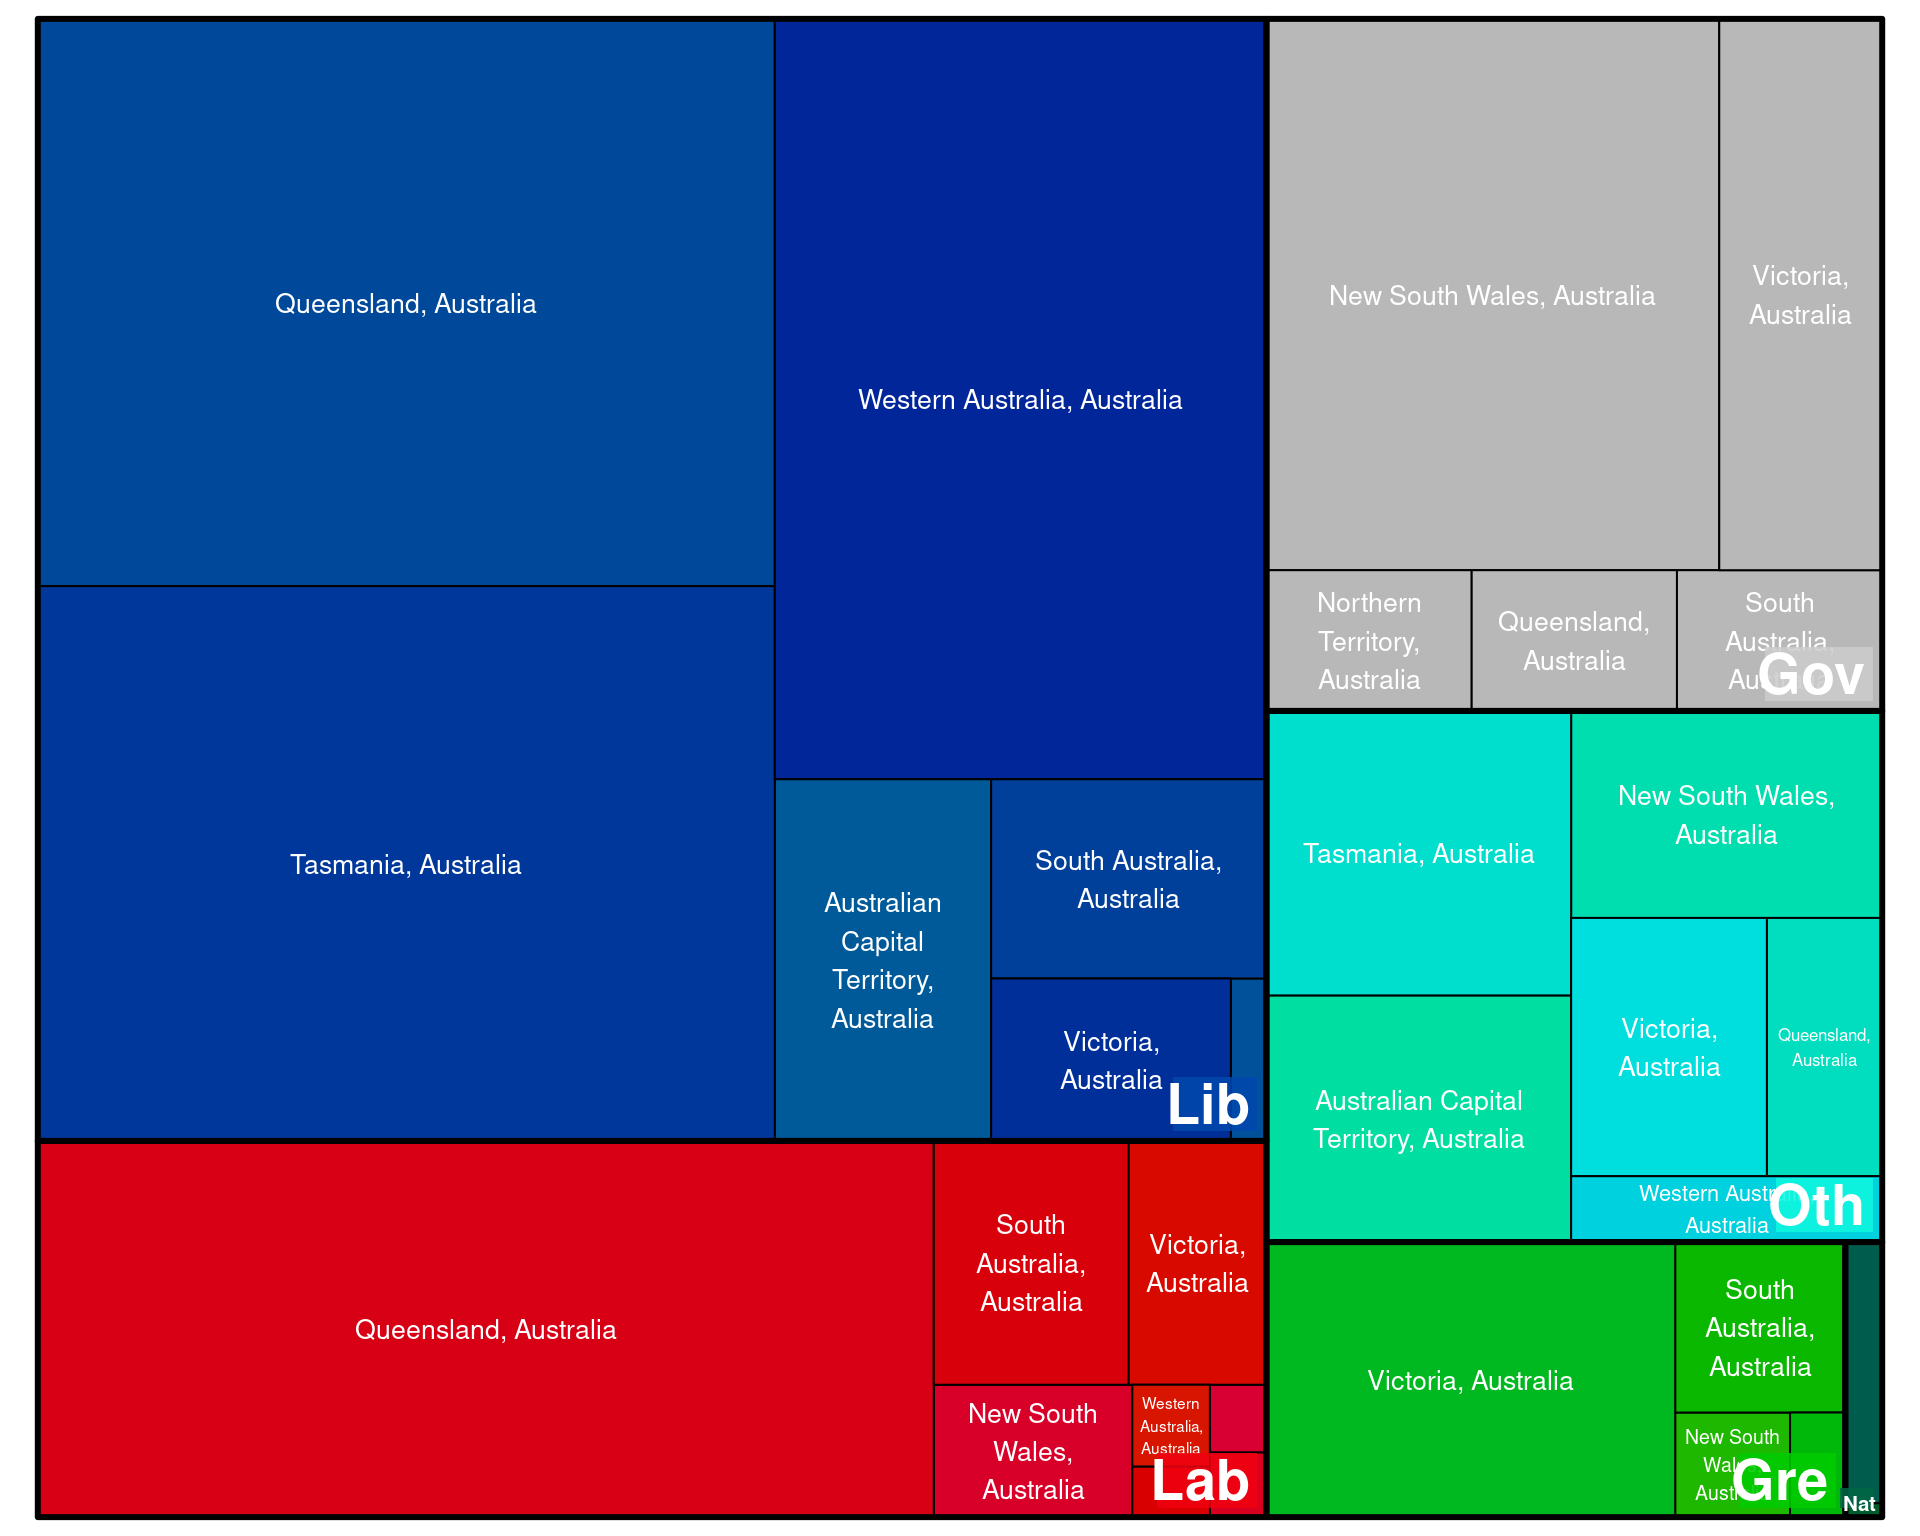 Queensland, Australia
Tasmania, Australia
Western Australia, Australia
Australian
Capital
Territory,
Australia
South Australia,
Australia
Victoria,
Australia
Lib
Queensland, Australia
South
Australia,
Australia
Victoria,
Australia
New South
Wales,
Australia
Western
Australia,
Australia
Lab
New South Wales, Australia
Victoria,
Australia
Northern
Territory,
Australia
Queensland,
Australia
South
Australia,
Gov
Tasmania, Australia
New South Wales,
Australia
Australian Capital
Territory, Australia
Victoria,
Australia
Queensland,
Australia
Western
Australia
Oth
Victoria, Australia
South
Australia,
Australia
New South
Gre
Nat